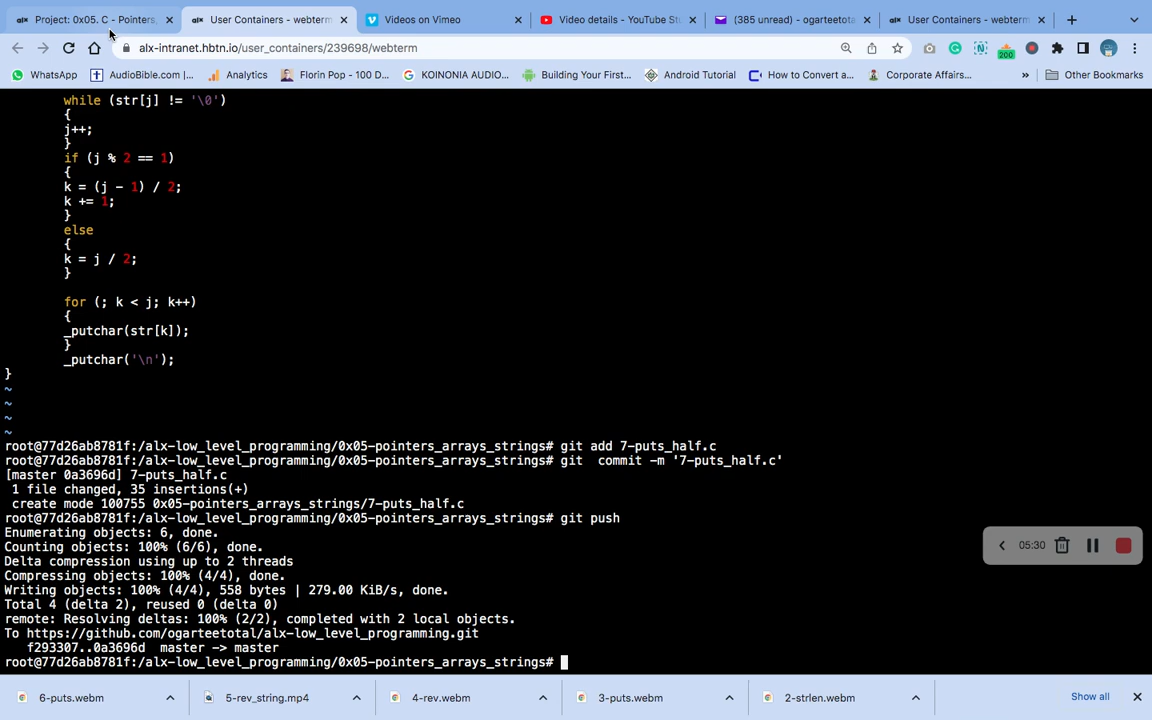 Project: 0x05. C - Pointers, × User Containers - webterm × Videos on Vimeo × Video details - YouTube Stu × (385 unread) - ogarteetotal × User Containers - webterm × +
alx-intranet.hbtn.io/user_containers/239698/webterm 200
WhatsApp AudioBible.com |... Analytics Florin Pop - 100 D... KOINONIA AUDIO... Building Your First... Android Tutorial How to Convert a... Corporate Affairs... » Other Bookmarks
while (str[j] != '\0')
{
j++;
}
if (j % 2 == 1)
{
k = (j - 1) / 2;
k += 1;
}
else
{
k = j / 2;
}
for (; k < j; k++)
{
_putchar(str[k]);
}
_putchar('\n');
}
~
~
~
~
root@77d26ab8781f:/alx-low_level_programming/0x05-pointers_arrays_strings# git add 7-puts_half.c
root@77d26ab8781f:/alx-low_level_programming/0x05-pointers_arrays_strings# git  commit -m '7-puts_half.c'
[master 0a3696d] 7-puts_half.c
1 file changed, 35 insertions(+)
create mode 100755 0x05-pointers_arrays_strings/7-puts_half.c
root@77d26ab8781f:/alx-low_level_programming/0x05-pointers_arrays_strings# git push
Enumerating objects: 6, done.
Counting objects: 100% (6/6), done.
Delta compression using up to 2 threads
Compressing objects: 100% (4/4), done.
Writing objects: 100% (4/4), 558 bytes | 279.00 KiB/s, done.
Total 4 (delta 2), reused 0 (delta 0)
remote: Resolving deltas: 100% (2/2), completed with 2 local objects.
To https://github.com/ogarteetotal/alx-low_level_programming.git
f293307..0a3696d  master -> master
root@77d26ab8781f:/alx-low_level_programming/0x05-pointers_arrays_strings#
05:30
6-puts.webm 5-rev_string.mp4 4-rev.webm 3-puts.webm 2-strlen.webm Show all ×